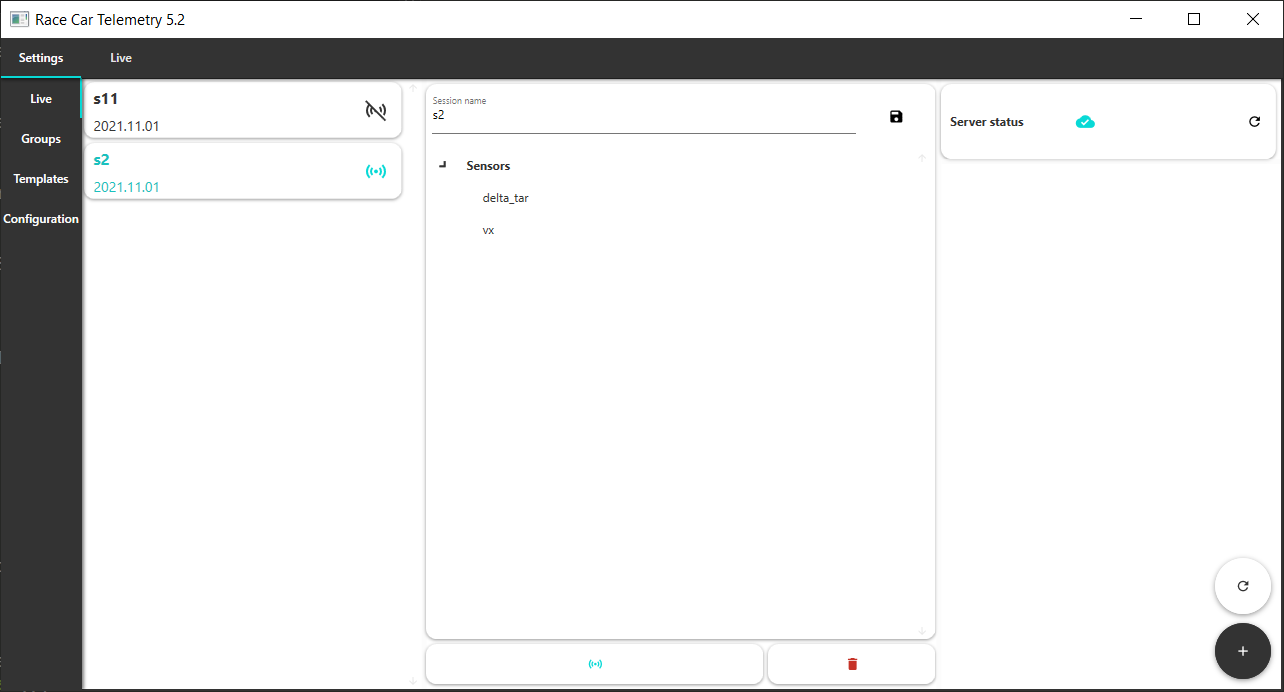 Race Car Telemetry 5.2
Settings
Live
Live
Groups
Templates
Configuration
s11
2021.11.01
s2
2021.11.01
Session name
s2
Sensors
delta_tar
vx
Server status